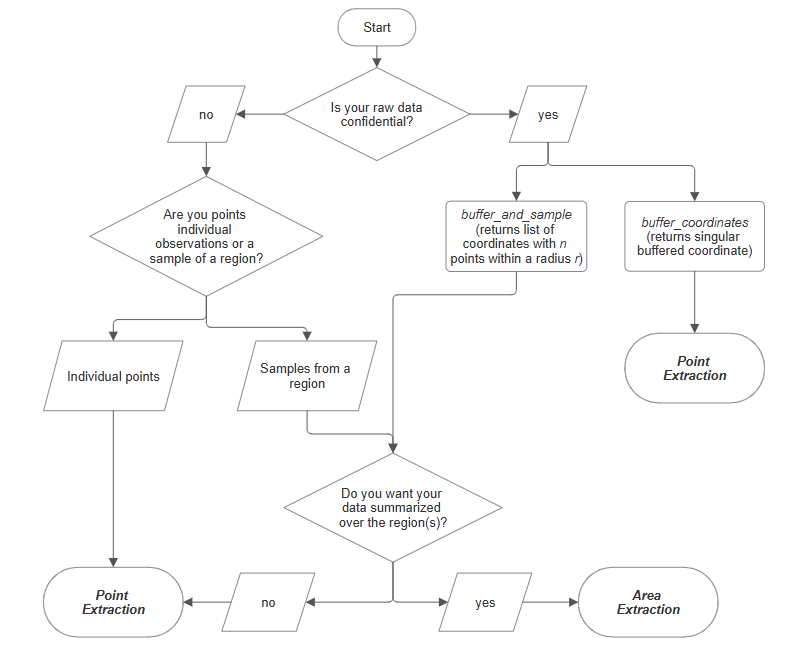 Start
Is your raw data
confidential?
no
yes
Are you points
individual
observations or a
sample of a region?
buffer_and_sample
(returns list of
coordinates with n
points within a radius r)
buffer_coordinates
(returns singular
buffered coordinate)
Individual points
Samples from a
region
Point
Extraction
Do you want your
data summarized
over the region(s)?
Point
Extraction
no
yes
Area
Extraction